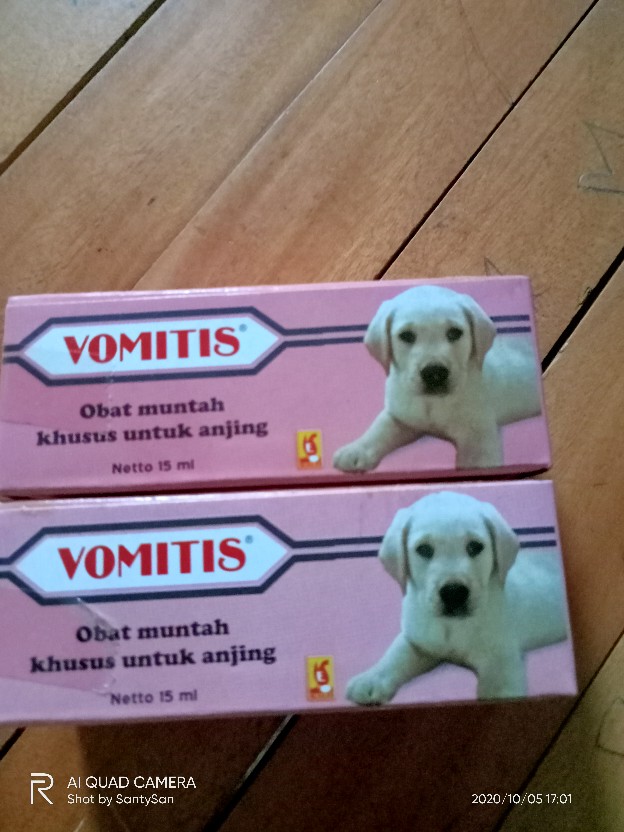 VOMITIS®
Obat muntah
khusus untuk anjing
Netto 15 ml
VOMITIS®
Obat muntah
khusus untuk anjing
Netto 15 ml
AI QUAD CAMERA
Shot by SantySan
2020/10/05 17:01